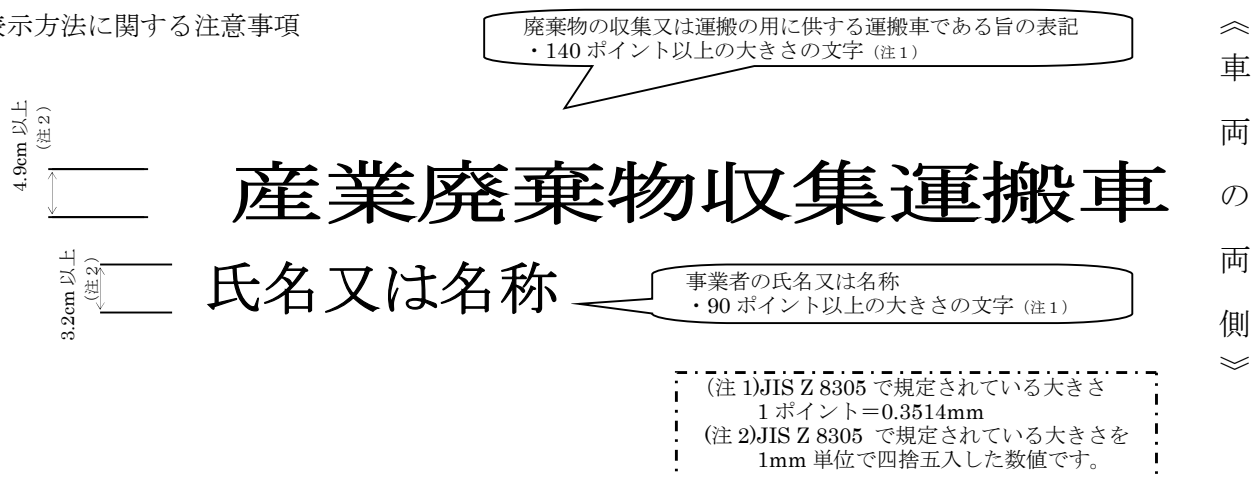 示方法に関する注意事項
廃棄物の収集又は運搬の用に供する運搬車である旨の表記
・140 ポイント以上の大きさの文字（注１）
4.9cm 以上
（注２）
産業廃棄物収集運搬車
3.2cm 以上
（注２）
氏名又は名称
事業者の氏名又は名称
・90 ポイント以上の大きさの文字（注１）
(注 1)JIS Z 8305 で規定されている大きさ
1 ポイント＝0.3514mm
(注 2)JIS Z 8305 で規定されている大きさを
1mm 単位で四捨五入した数値です。
《車両の両側》